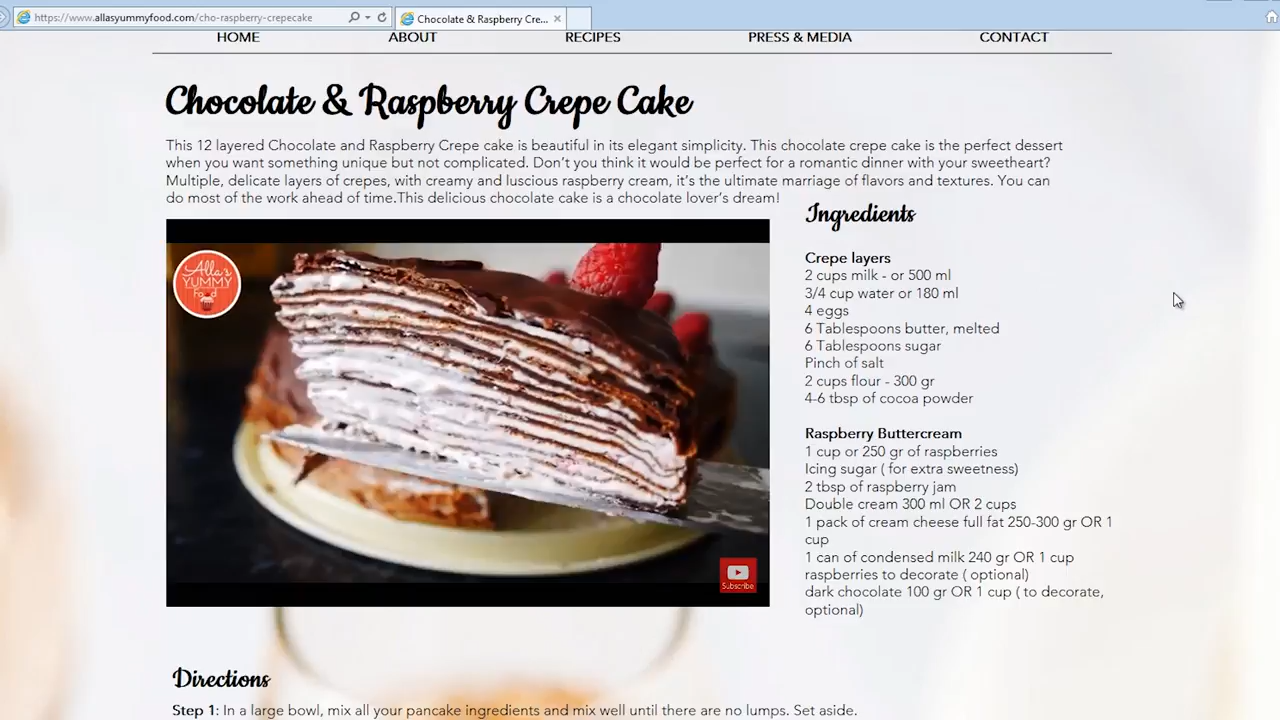 https://www.allasyummyfood.com/cho-raspberry-crepecake
Chocolate & Raspberry Cre...
HOME ABOUT RECIPES PRESS & MEDIA CONTACT
Chocolate & Raspberry Crepe Cake
This 12 layered Chocolate and Raspberry Crepe cake is beautiful in its elegant simplicity. This chocolate crepe cake is the perfect dessert
when you want something unique but not complicated. Don't you think it would be perfect for a romantic dinner with your sweetheart?
Multiple, delicate layers of crepes, with creamy and luscious raspberry cream, it's the ultimate marriage of flavors and textures. You can
do most of the work ahead of time.This delicious chocolate cake is a chocolate lover's dream!
Alla's
YUMMY
Food
Subscribe
Ingredients
Crepe layers
2 cups milk - or 500 ml
3/4 cup water or 180 ml
4 eggs
6 Tablespoons butter, melted
6 Tablespoons sugar
Pinch of salt
2 cups flour - 300 gr
4-6 tbsp of cocoa powder
Raspberry Buttercream
1 cup or 250 gr of raspberries
Icing sugar ( for extra sweetness)
2 tbsp of raspberry jam
Double cream 300 ml OR 2 cups
1 pack of cream cheese full fat 250-300 gr OR 1
cup
1 can of condensed milk 240 gr OR 1 cup
raspberries to decorate ( optional)
dark chocolate 100 gr OR 1 cup ( to decorate,
optional)
Directions
Step 1: In a large bowl, mix all your pancake ingredients and mix well until there are no lumps. Set aside.